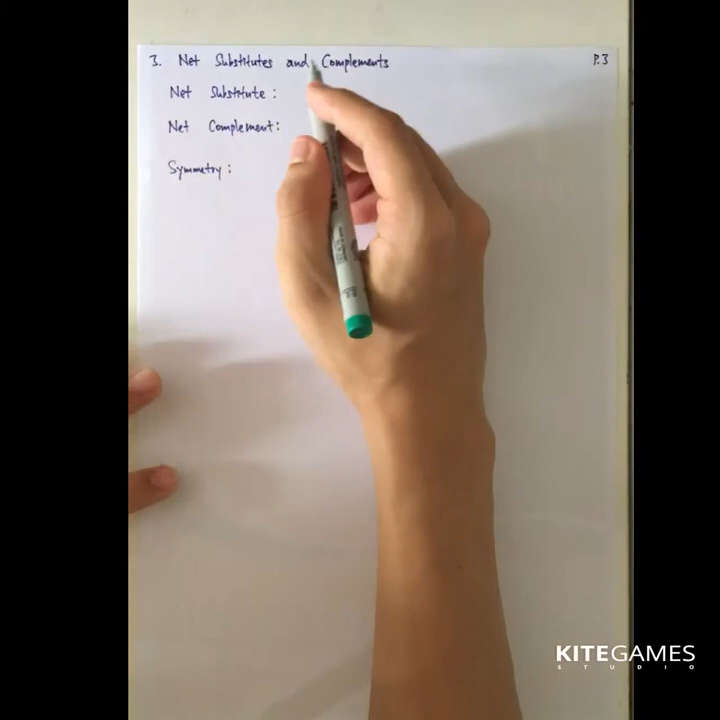 3. Net Substitutes and Complements
P.3
Net Substitute :
Net Complement:
Symmetry :
KITEGAMES
STUDIO